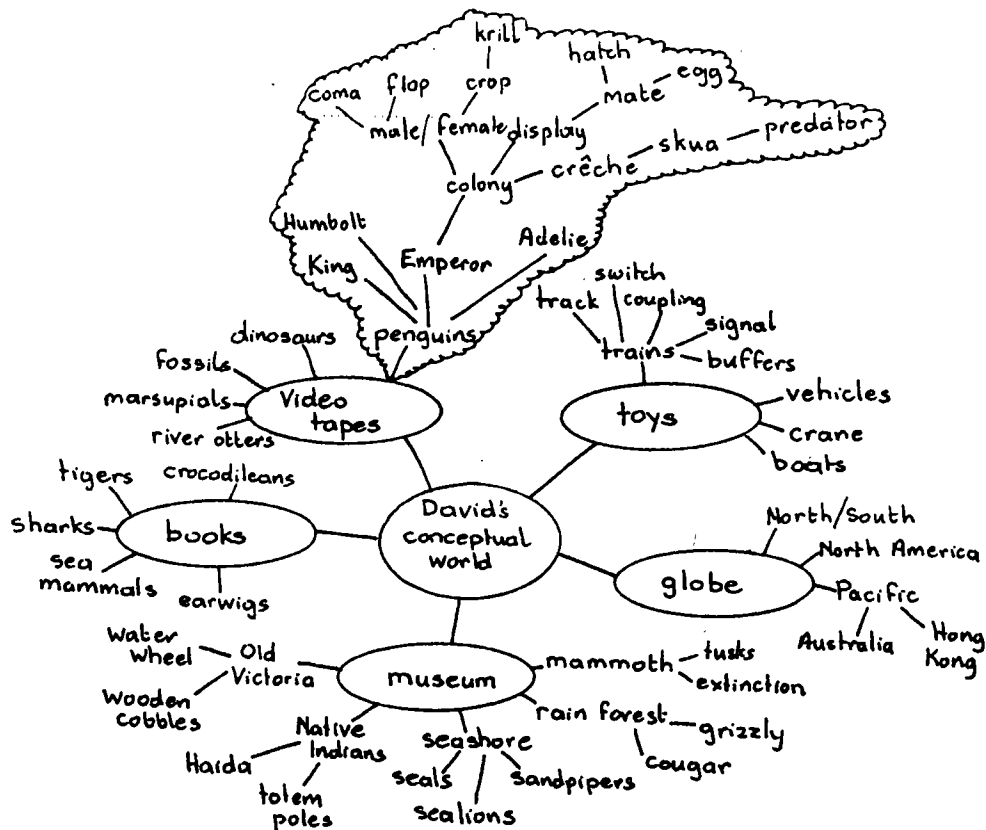 krill
hatch
egg
coma
flop
crop
mate
male/female
display
predator
skua
crêche
colony
Humbolt
Adelie
King
Emperor
switch
track
coupling
signal
penguins
trains
buffers
dinosaurs
fossils
marsupials
river otters
Video
tapes
toys
vehicles
crane
boats
tigers
crocodileans
sharks
books
sea
mammals
earwigs
David's
conceptual
world
North/South
North America
globe
Pacific
Australia
Hong
Kong
water
wheel
Old
Victoria
wooden
cobbles
museum
mammoth
tusks
extinction
rain forest
grizzly
cougar
Native
Indians
Haida
totem
poles
seashore
seals
sealions
sandpipers